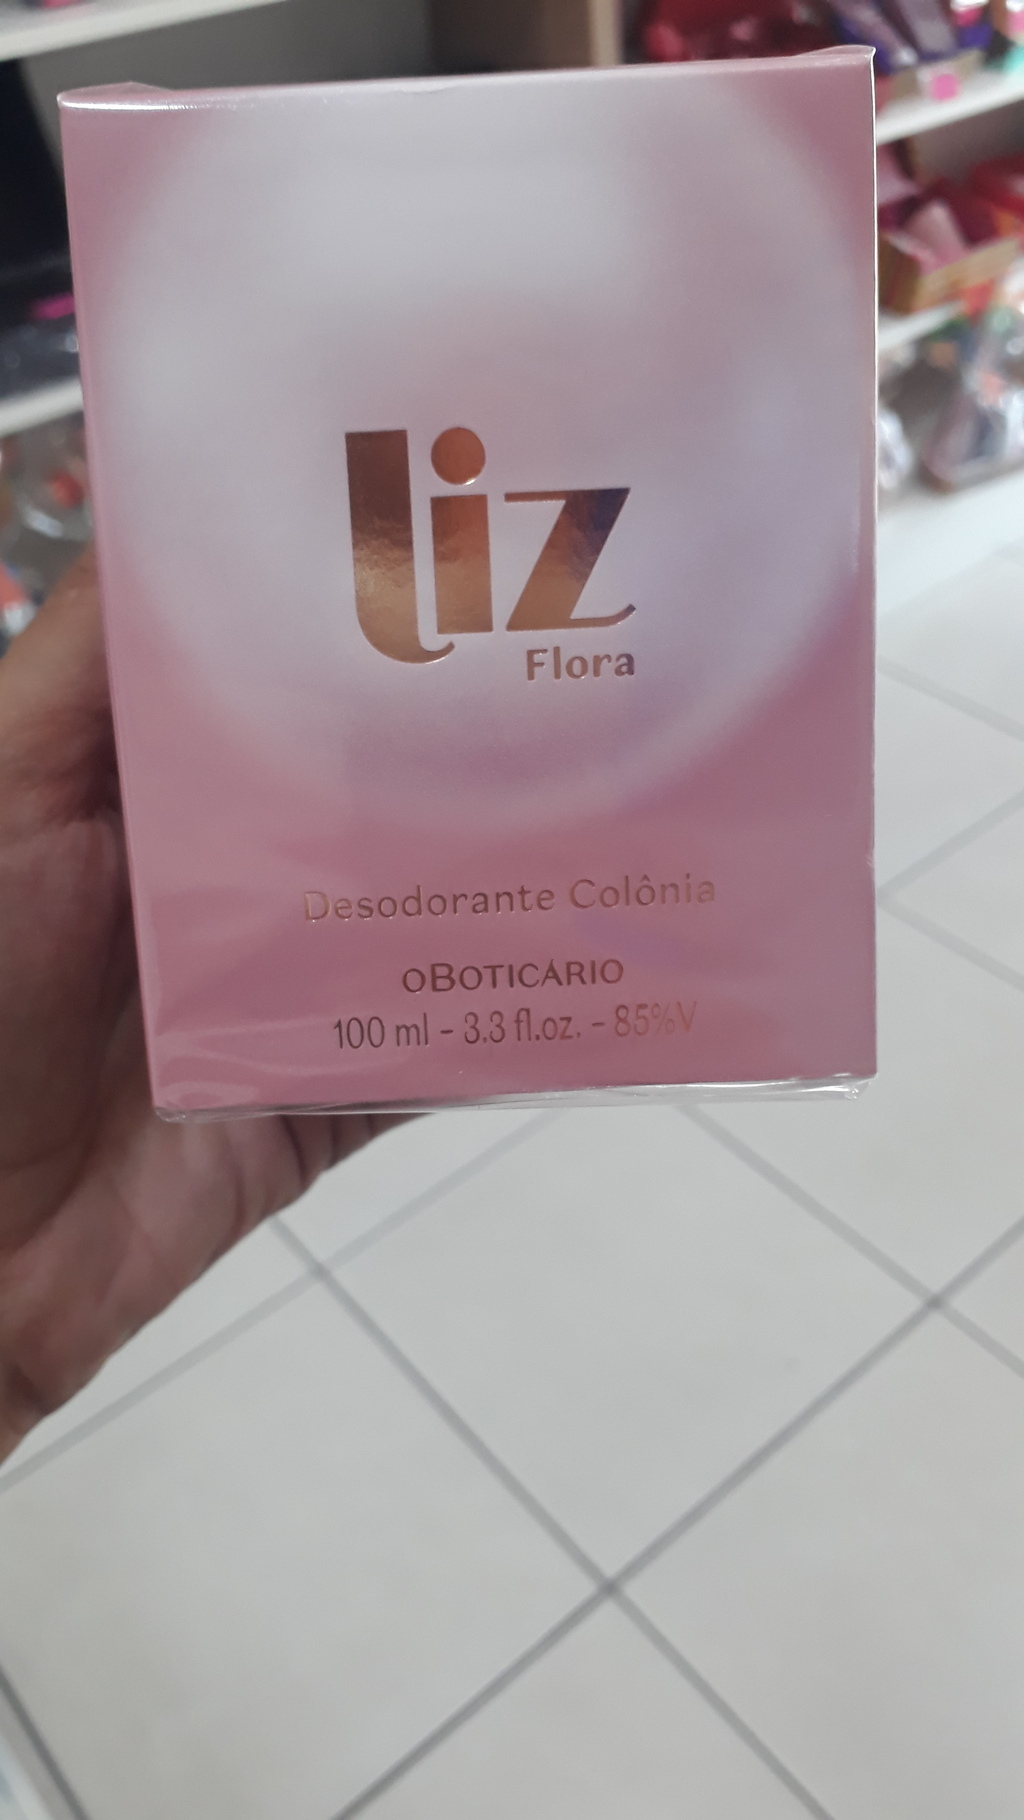 Liz
Flora
Desodorante Colônia
OBOTICÁRIO
100 ml - 3.3 fl.oz. - 85%V